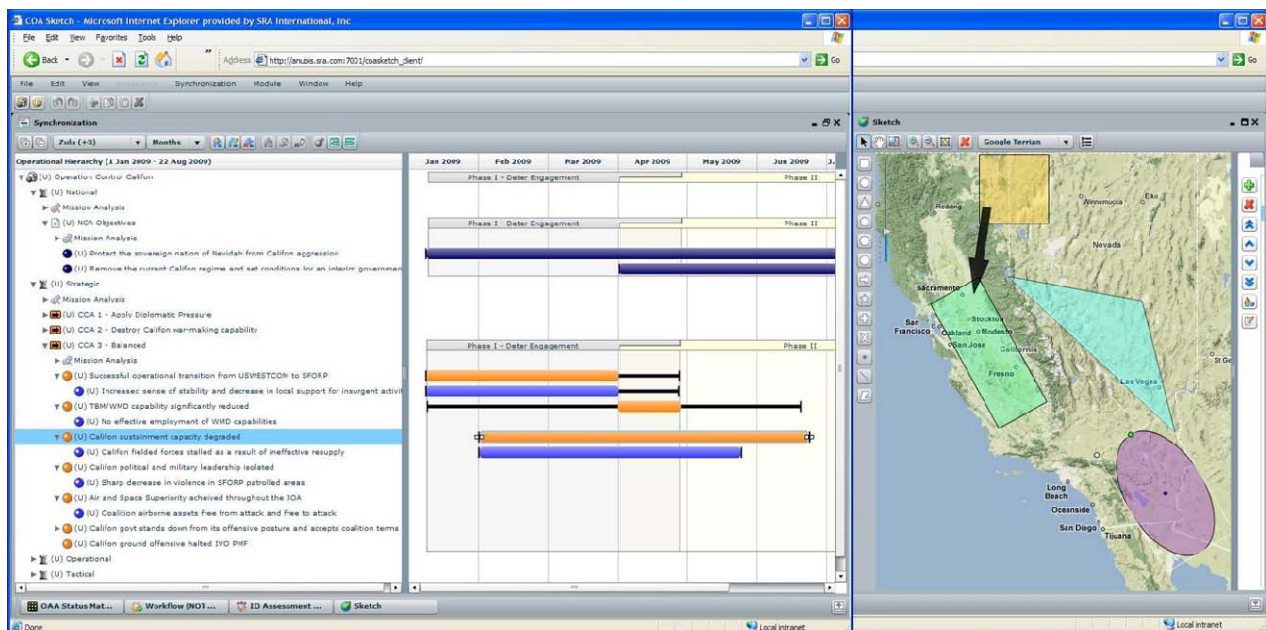 COA Sketch - Microsoft Internet Explorer provided by SRA International, Inc
File Edit View Favorites Tools Help
Back
Address http://anubis.sra.com:7001/coasketch_client/
Go
Go
File Edit View Synchronization Module Window Help
Synchronization
Zulu (+3) Months
Operational Hierarchy (1 Jan 2009 - 22 Aug 2009)
Jan 2009 Feb 2009 Mar 2009 Apr 2009 May 2009 Jun 2009 J.
(U) Operation Control Califon
Phase I - Deter Engagement Phase II
(U) National
Mission Analysis
(U) NCA Objectives
Phase I - Deter Engagement Phase II
Mission Analysis
(U) Protect the sovereign nation of Nevidah from Califon aggression
(U) Remove the current Califon regime and set conditions for an interim government
(U) Strategic
Mission Analysis
(U) COA 1 - Apply Diplomatic Pressure
(U) COA 2 - Destroy Califon war-making capability
(U) COA 3 - Balanced
Phase I - Deter Engagement Phase II
Mission Analysis
(U) Successful operational transition from USWESTCOM to SFORP
(U) Increased sense of stability and decrease in local support for insurgent activit
(U) TBM/WMD capability significantly reduced
(U) No effective employment of WMD capabilities
(U) Califon sustainment capacity degraded
(U) Califon fielded forces stalled as a result of ineffective resupply
(U) Califon political and military leadership isolated
(U) Sharp decrease in violence in SFORP patrolled areas
(U) Air and Space Superiority acheived throughout the JOA
(U) Coalition airborne assets free from attack and free to attack
(U) Califon govt stands down from its offensive posture and accepts coalition terms
(U) Califon ground offensive halted IVO PMF
(U) Operational
(U) Tactical
OAA Status Mat... Workflow (NOT ... ID Assessment ... Sketch
Done
Local intranet
Sketch
Google Terrian
Redding
Winnemucca
Elko
Nevada
Sacramento
Stockton
San Francisco
Oakland
Modesto
San Jose
California
Fresno
St Ge
Las Vegas
Long Beach
Oceanside
San Diego
Tijuana
Local intranet